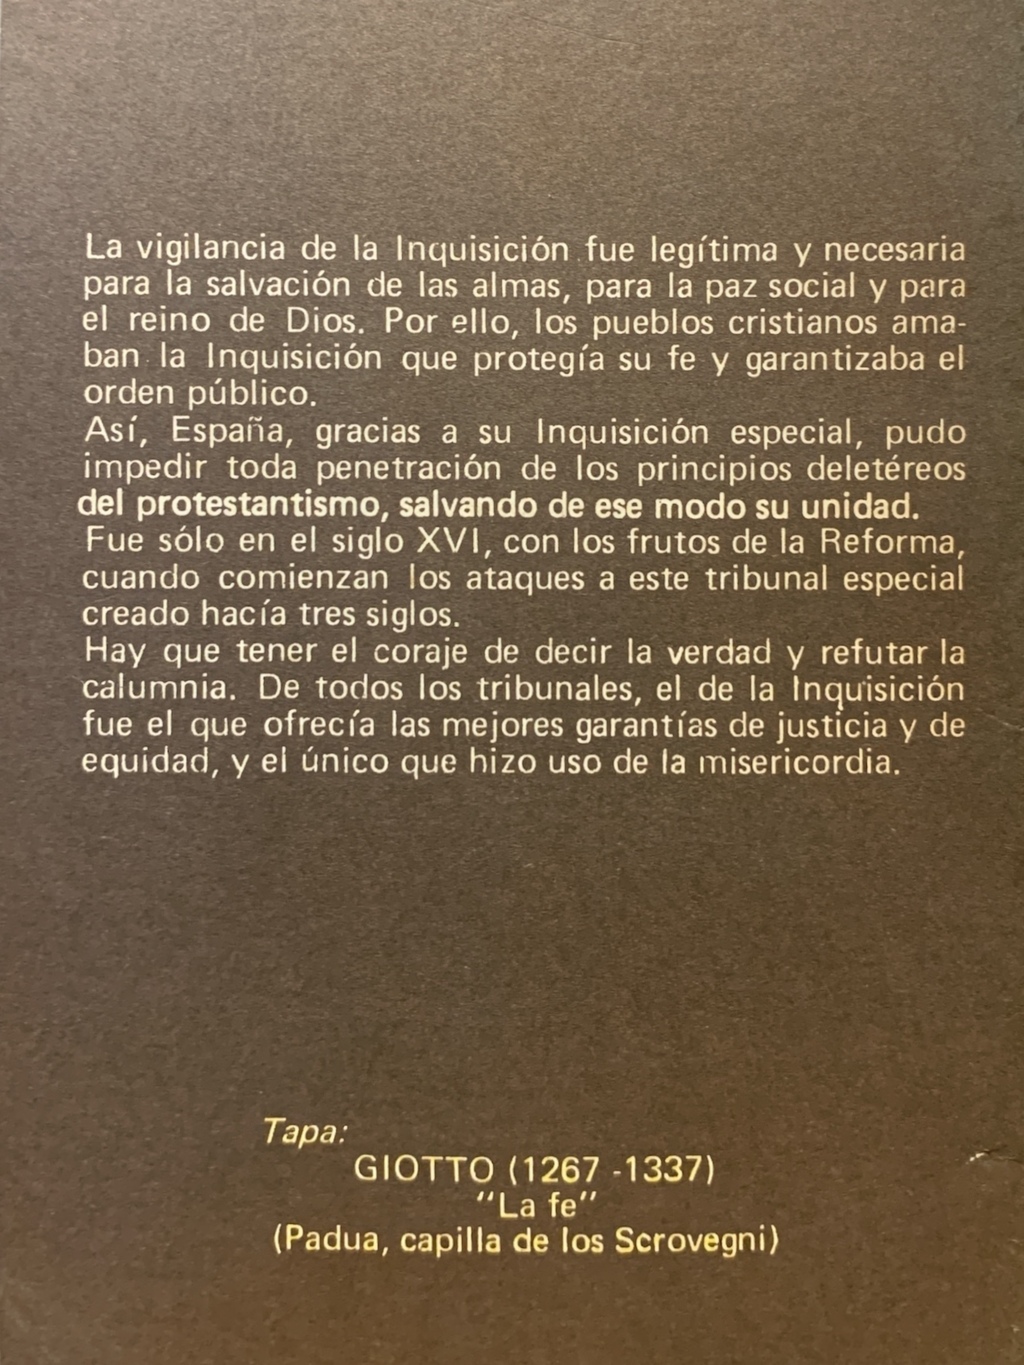 La vigilancia de la Inquisición fue legítima y necesaria
para la salvación de las almas, para la paz social y para
el reino de Dios. Por ello, los pueblos cristianos ama-
ban la Inquisición que protegía su fe y garantizaba el
orden público.
Así, España, gracias a su Inquisición especial, pudo
impedir toda penetración de los principios deletéreos
del protestantismo, salvando de ese modo su unidad.
Fue sólo en el siglo XVI, con los frutos de la Reforma,
cuando comienzan los ataques a este tribunal especial
creado hacía tres siglos.
Hay que tener el coraje de decir la verdad y refutar la
calumnia. De todos los tribunales, el de la Inquisición
fue el que ofrecía las mejores garantías de justicia y de
equidad, y el único que hizo uso de la misericordia.
Tapa:
GIOTTO (1267 -1337)
"La fe"
(Padua, capilla de los Scrovegni)